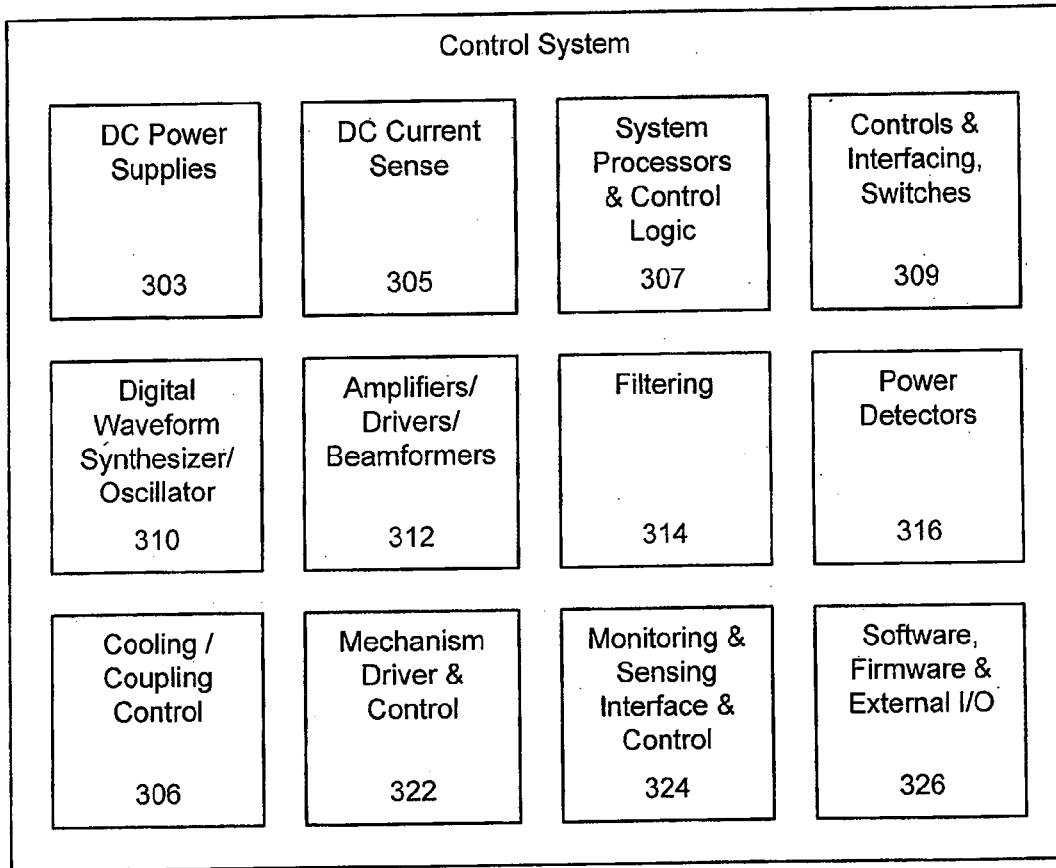 Control System
DC Power
Supplies
303
DC Current
Sense
305
System
Processors
& Control
Logic
307
Controls &
Interfacing,
Switches
309
Digital
Waveform
Synthesizer/
Oscillator
310
Amplifiers/
Drivers/
Beamformers
312
Filtering
314
Power
Detectors
316
Cooling /
Coupling
Control
306
Mechanism
Driver &
Control
322
Monitoring &
Sensing
Interface &
Control
324
Software,
Firmware &
External I/O
326